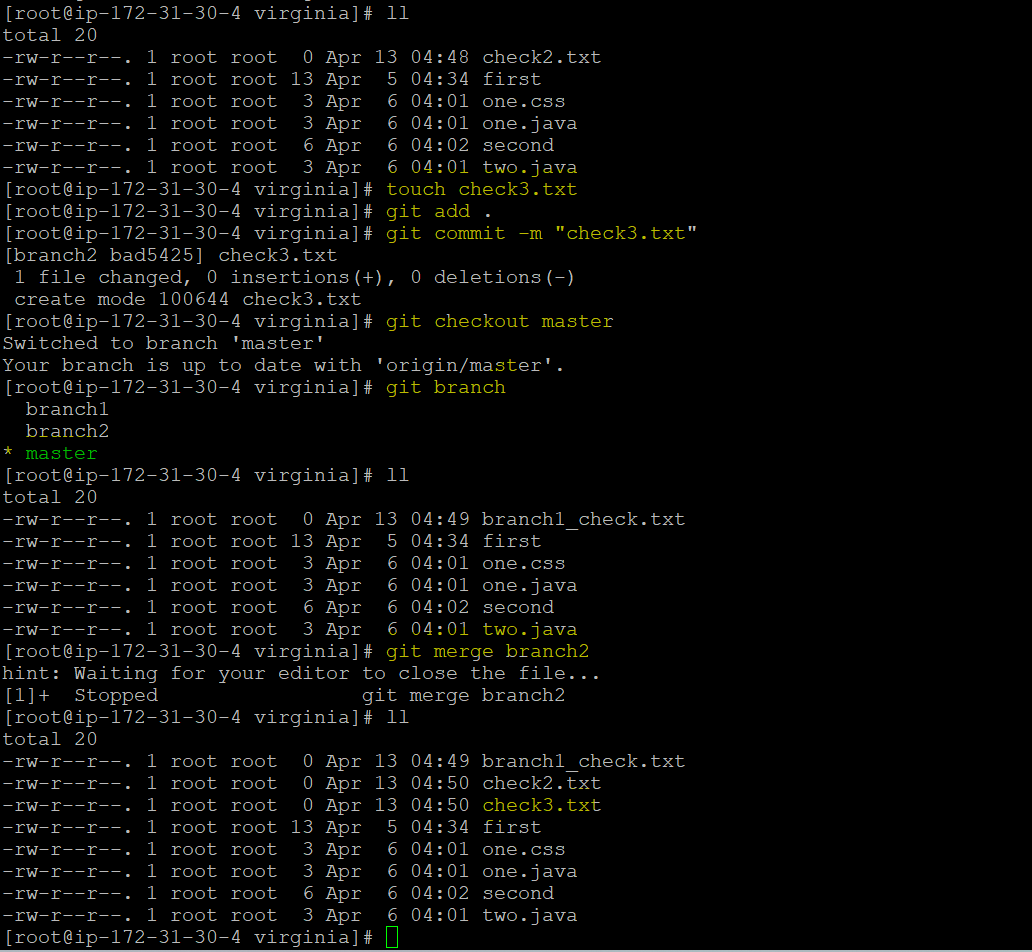 [root@ip-172-31-30-4 virginia]# ll
total 20
-rw-r--r--. 1 root root  0 Apr 13 04:48 check2.txt
-rw-r--r--. 1 root root 13 Apr  5 04:34 first
-rw-r--r--. 1 root root  3 Apr  6 04:01 one.css
-rw-r--r--. 1 root root  3 Apr  6 04:01 one.java
-rw-r--r--. 1 root root  6 Apr  6 04:02 second
-rw-r--r--. 1 root root  3 Apr  6 04:01 two.java
[root@ip-172-31-30-4 virginia]# touch check3.txt
[root@ip-172-31-30-4 virginia]# git add .
[root@ip-172-31-30-4 virginia]# git commit -m "check3.txt"
[branch2 bad5425] check3.txt
 1 file changed, 0 insertions(+), 0 deletions(-)
 create mode 100644 check3.txt
[root@ip-172-31-30-4 virginia]# git checkout master
Switched to branch 'master'
Your branch is up to date with 'origin/master'.
[root@ip-172-31-30-4 virginia]# git branch
  branch1
  branch2
* master
[root@ip-172-31-30-4 virginia]# ll
total 20
-rw-r--r--. 1 root root  0 Apr 13 04:49 branch1_check.txt
-rw-r--r--. 1 root root 13 Apr  5 04:34 first
-rw-r--r--. 1 root root  3 Apr  6 04:01 one.css
-rw-r--r--. 1 root root  3 Apr  6 04:01 one.java
-rw-r--r--. 1 root root  6 Apr  6 04:02 second
-rw-r--r--. 1 root root  3 Apr  6 04:01 two.java
[root@ip-172-31-30-4 virginia]# git merge branch2
hint: Waiting for your editor to close the file...
[1]+  Stopped                 git merge branch2
[root@ip-172-31-30-4 virginia]# ll
total 20
-rw-r--r--. 1 root root  0 Apr 13 04:49 branch1_check.txt
-rw-r--r--. 1 root root  0 Apr 13 04:50 check2.txt
-rw-r--r--. 1 root root  0 Apr 13 04:50 check3.txt
-rw-r--r--. 1 root root 13 Apr  5 04:34 first
-rw-r--r--. 1 root root  3 Apr  6 04:01 one.css
-rw-r--r--. 1 root root  3 Apr  6 04:01 one.java
-rw-r--r--. 1 root root  6 Apr  6 04:02 second
-rw-r--r--. 1 root root  3 Apr  6 04:01 two.java
[root@ip-172-31-30-4 virginia]#